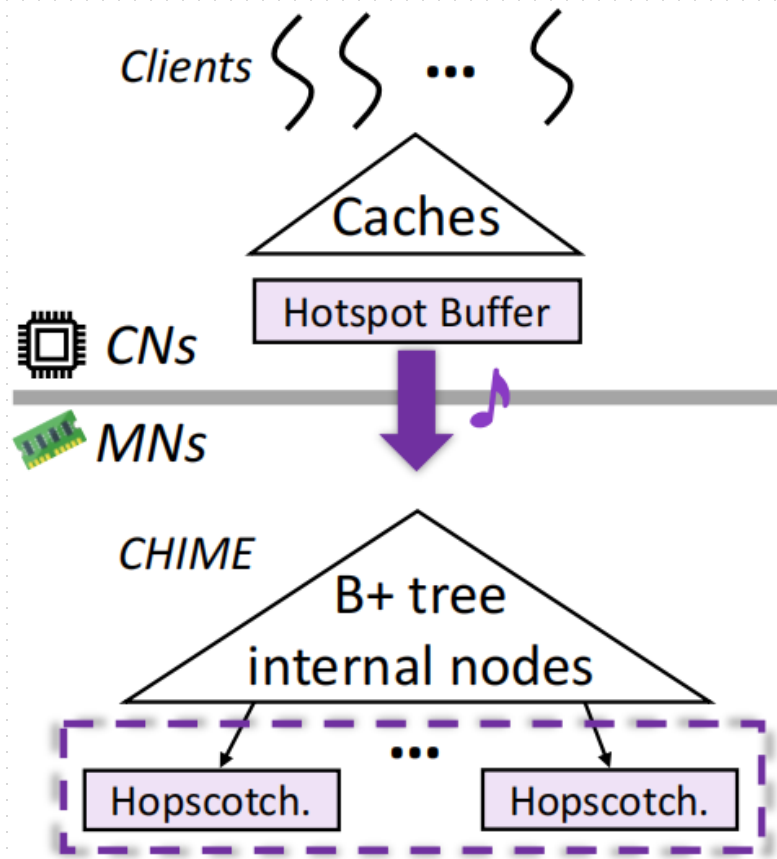 Clients
...
Caches
Hotspot Buffer
CNs
MNs
CHIME
B+ tree
internal nodes
...
Hopscotch. Hopscotch.